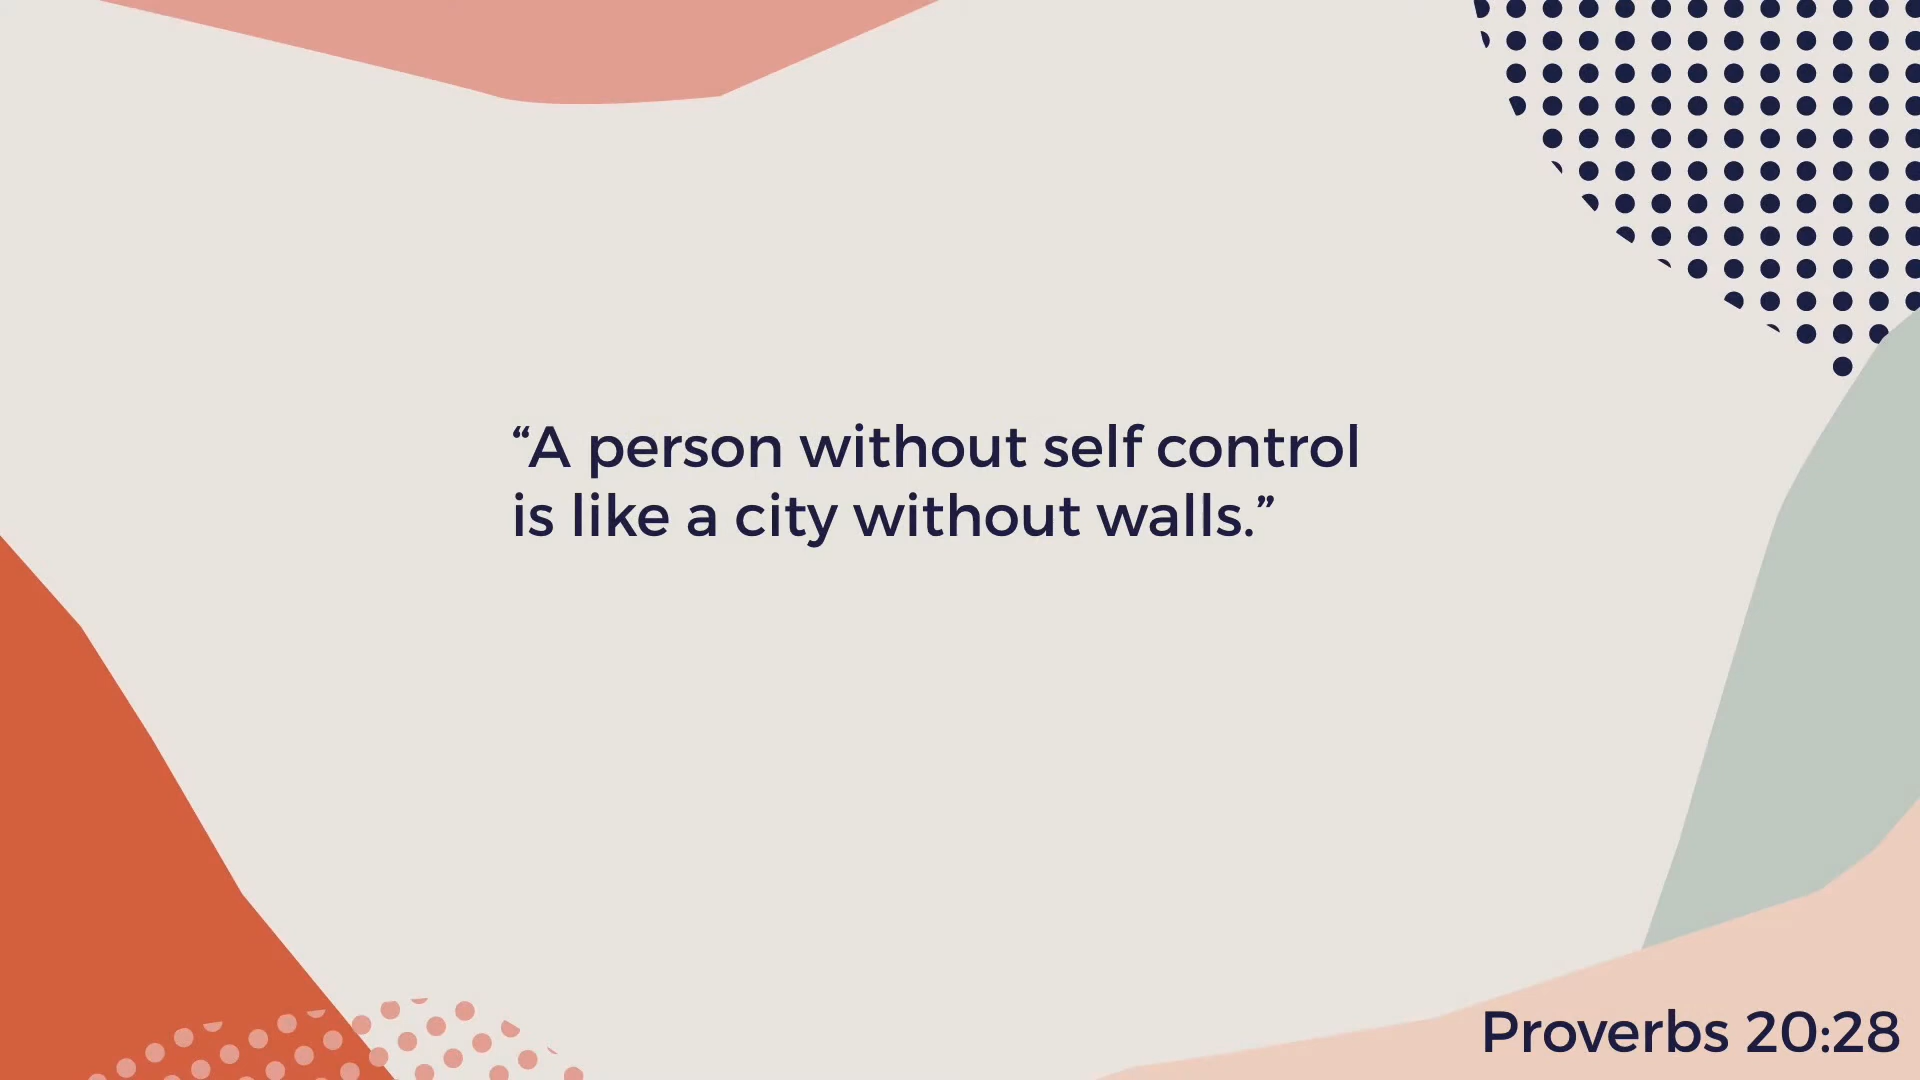 “A person without self control
is like a city without walls.”
Proverbs 20:28